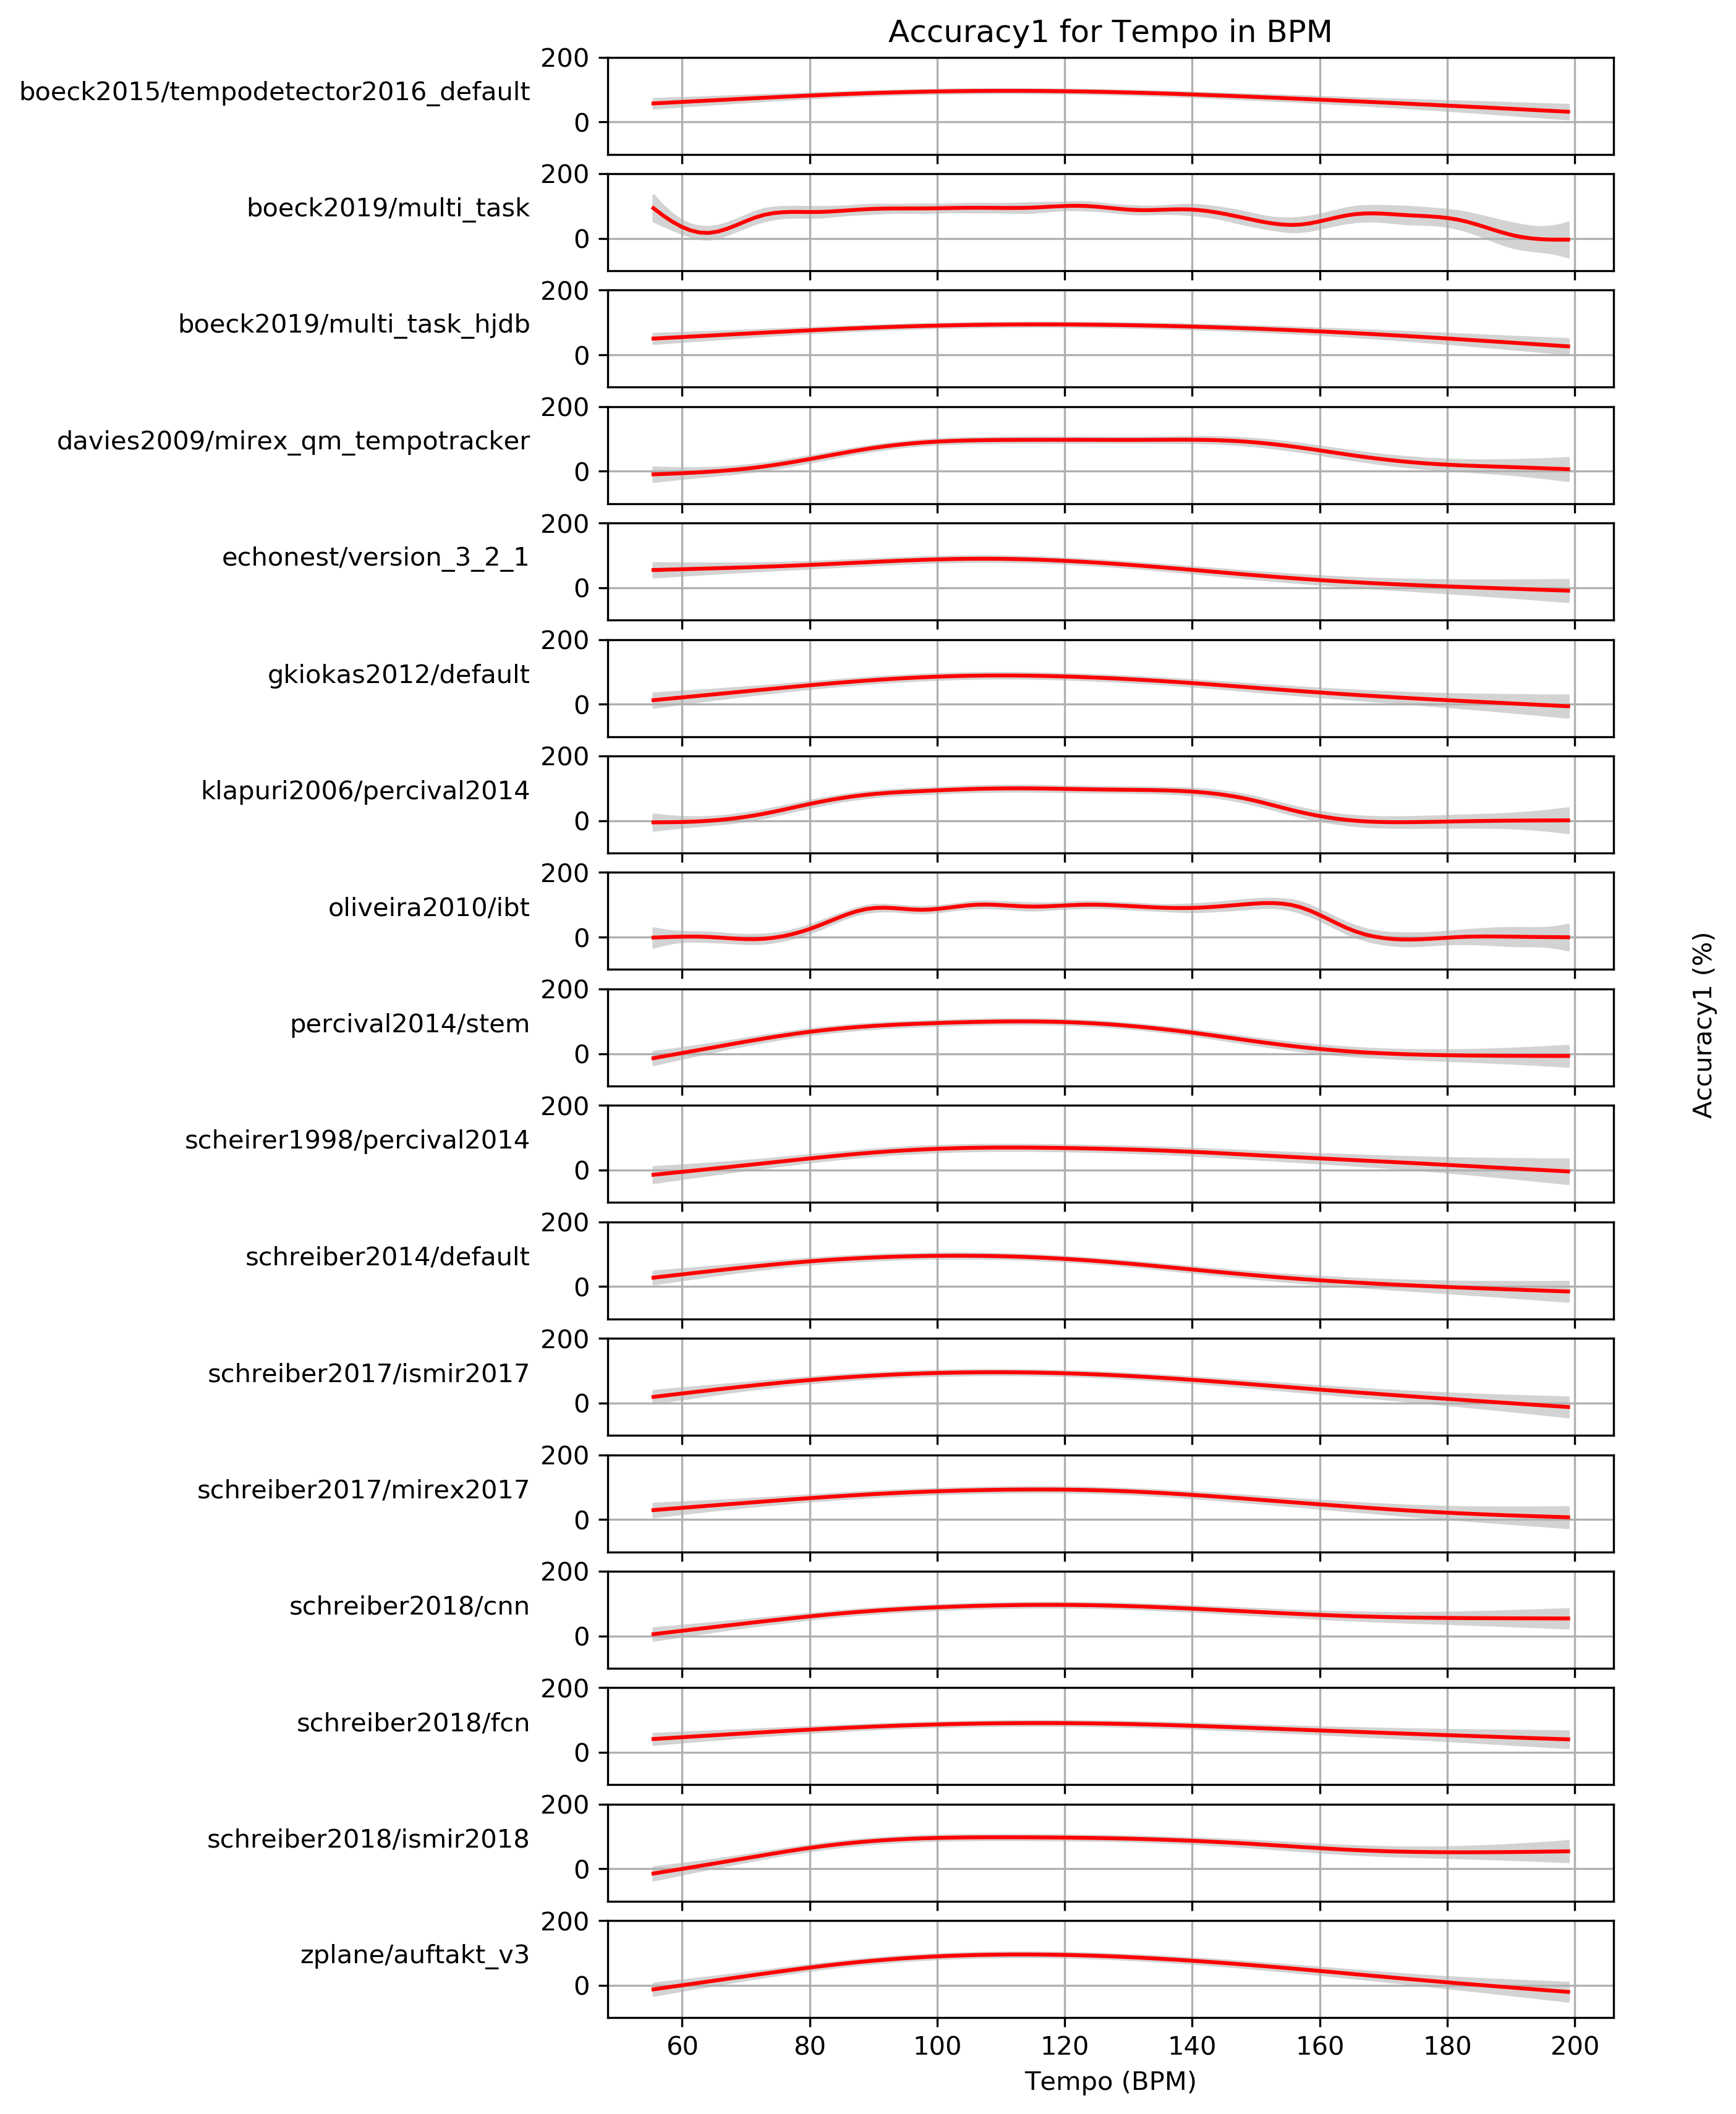 Accuracy1 for Tempo in BPM
200
boeck2015/tempodetector2016_default
0
200
boeck2019/multi_task
0
200
boeck2019/multi_task_hjdb
0
200
davies2009/mirex_qm_tempotracker
0
200
echonest/version_3_2_1
0
200
gkiokas2012/default
0
200
klapuri2006/percival2014
0
200
oliveira2010/ibt
0
Accuracy1 (%)
200
percival2014/stem
0
200
scheirer1998/percival2014
0
200
schreiber2014/default
0
200
schreiber2017/ismir2017
0
200
schreiber2017/mirex2017
0
200
schreiber2018/cnn
0
200
schreiber2018/fcn
0
200
schreiber2018/ismir2018
0
200
zplane/auftakt_v3
0
60 80 100 120 140 160 180 200
Tempo (BPM)